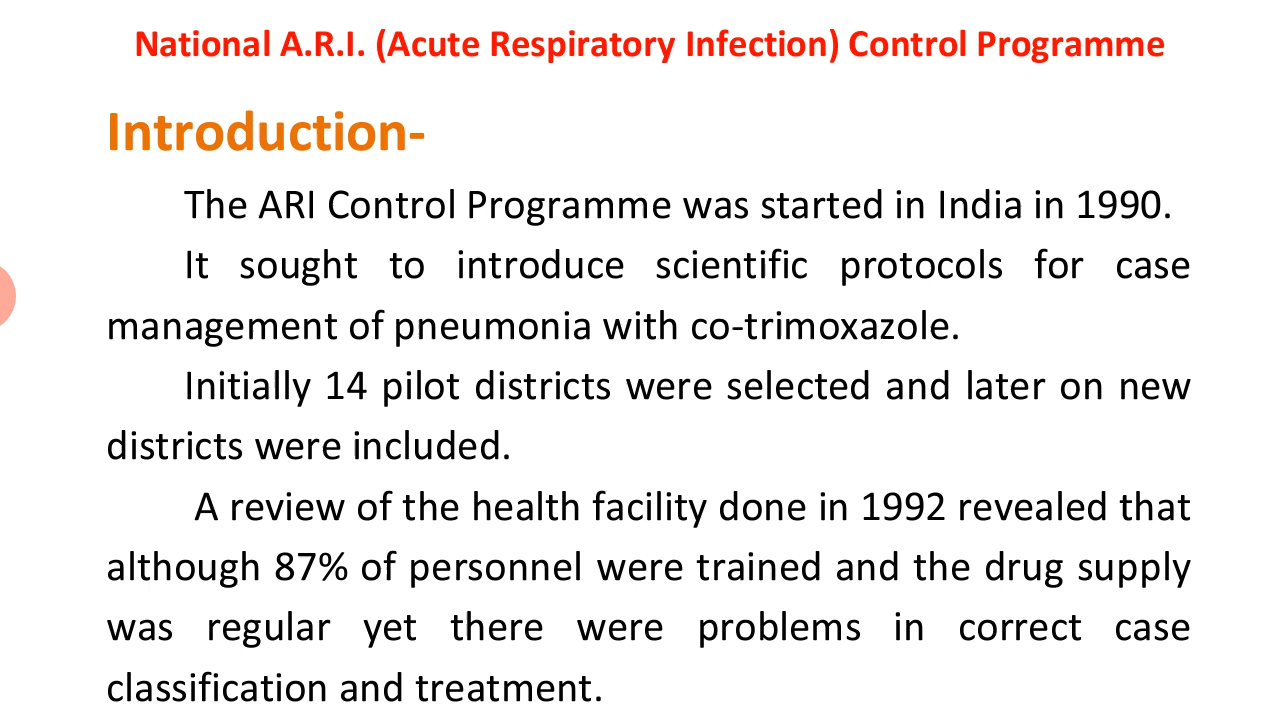 National A.R.I. (Acute Respiratory Infection) Control Programme
Introduction-
The ARI Control Programme was started in India in 1990.
It sought to introduce scientific protocols for case
management of pneumonia with co-trimoxazole.
Initially 14 pilot districts were selected and later on new
districts were included.
A review of the health facility done in 1992 revealed that
although 87% of personnel were trained and the drug supply
was regular yet there were problems in correct case
classification and treatment.